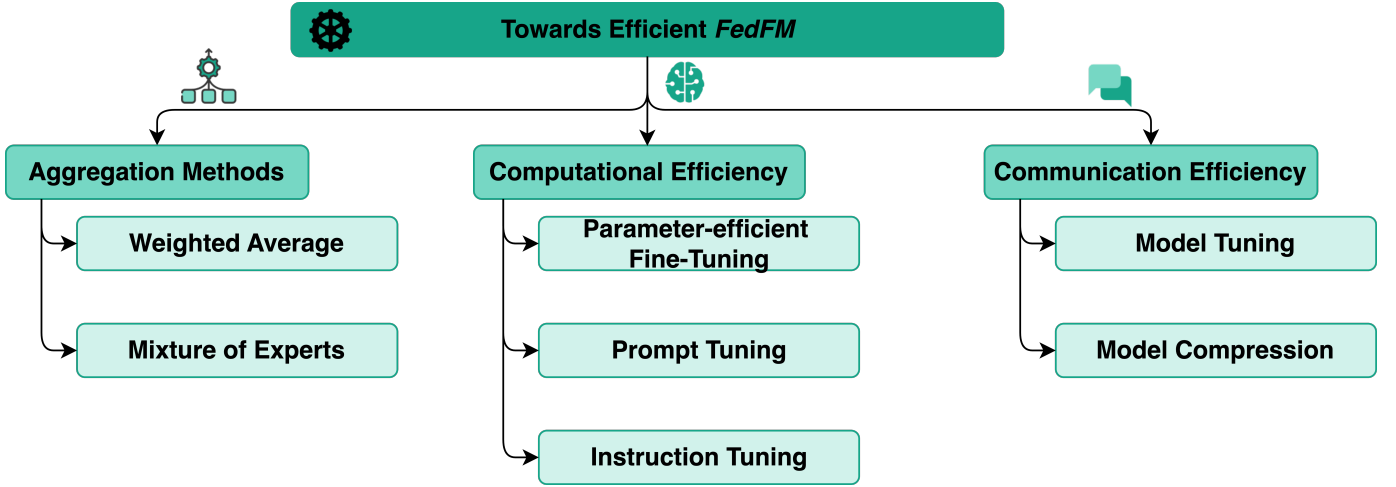 Towards Efficient FedFM
Aggregation Methods
Weighted Average
Mixture of Experts
Computational Efficiency
Parameter-efficient
Fine-Tuning
Prompt Tuning
Instruction Tuning
Communication Efficiency
Model Tuning
Model Compression